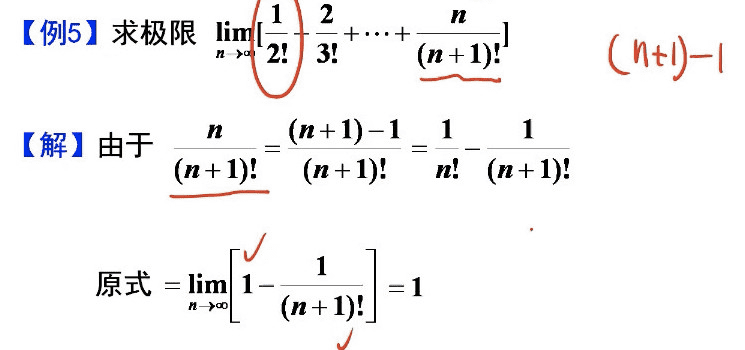 【例5】求极限 lim_{n→∞}[1/2! + 2/3! + ⋯ + n/(n+1)!] (n+1)−1
【解】由于 n/(n+1)! = ((n+1)−1)/(n+1)! = 1/n! − 1/(n+1)!
原式 = lim_{n→∞}[1 − 1/(n+1)!] = 1